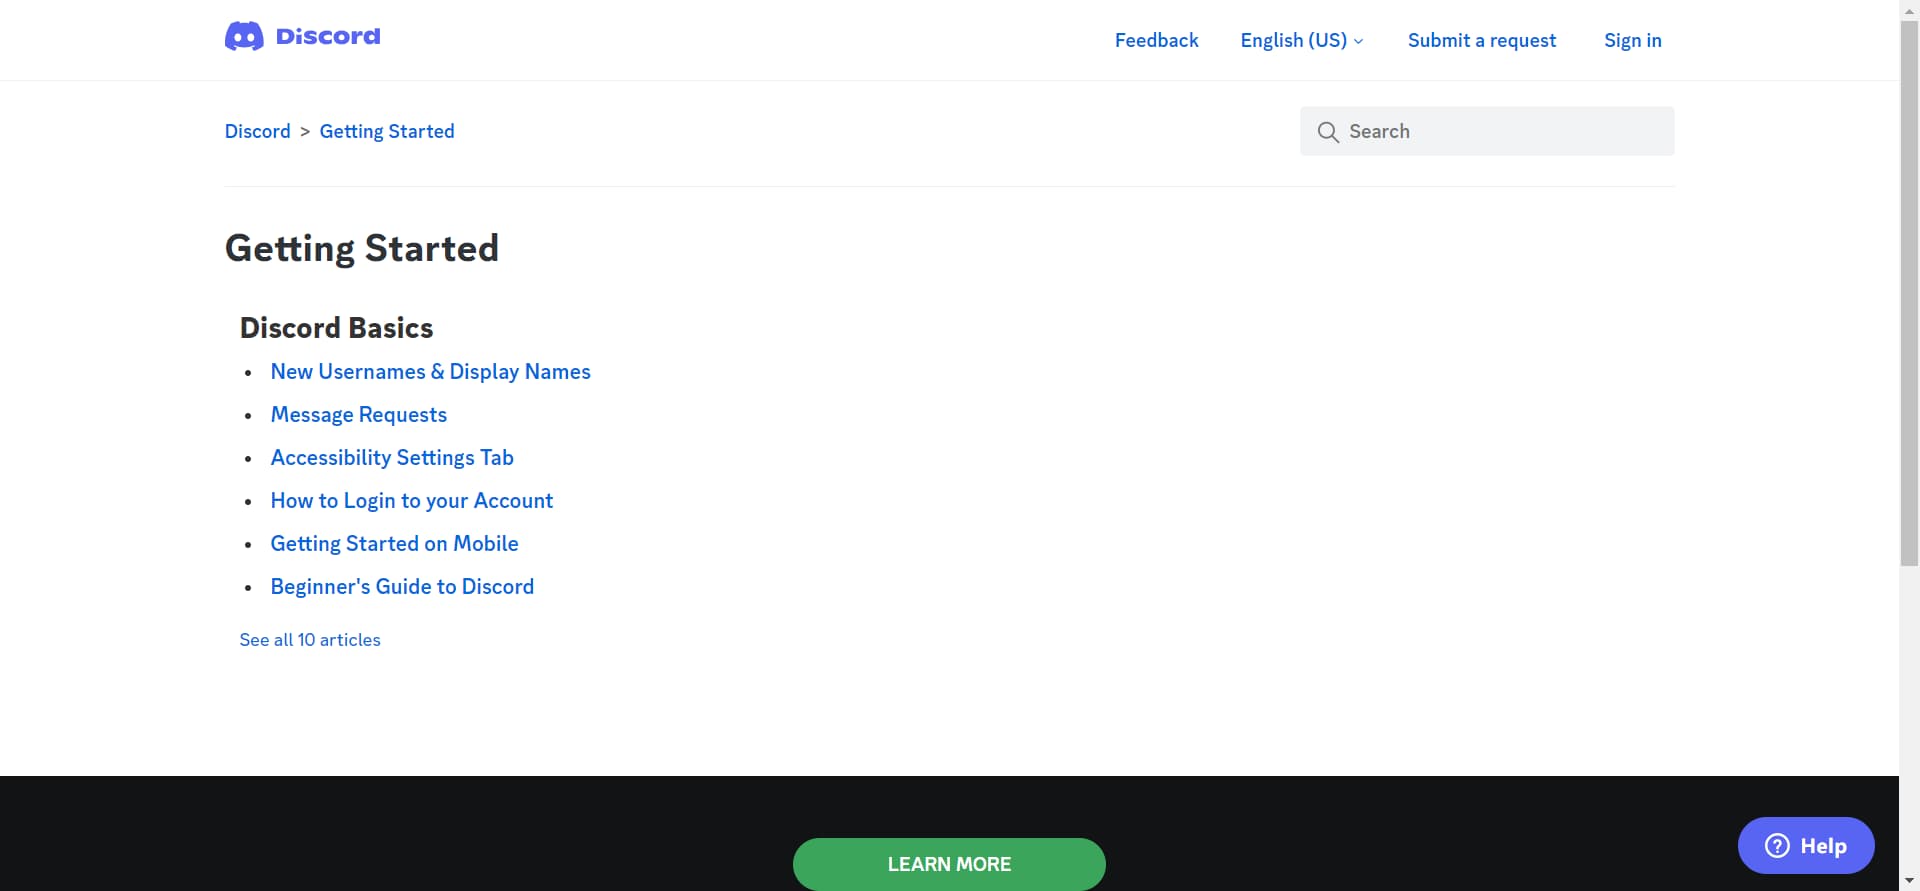 Discord
Feedback
English (US)
Submit a request
Sign in
Discord > Getting Started
Search
Getting Started
Discord Basics
• New Usernames & Display Names
• Message Requests
• Accessibility Settings Tab
• How to Login to your Account
• Getting Started on Mobile
• Beginner's Guide to Discord
See all 10 articles
LEARN MORE
Help